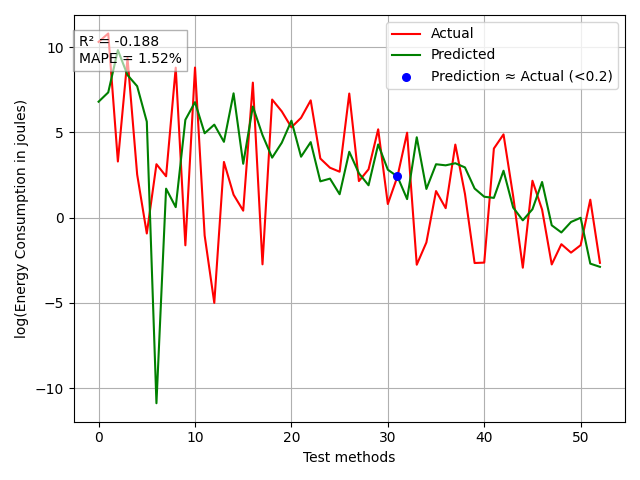 R² = -0.188
MAPE = 1.52%
Actual
Predicted
Prediction ≈ Actual (<0.2)
log(Energy Consumption in joules)
10
5
0
−5
−10
0 10 20 30 40 50
Test methods